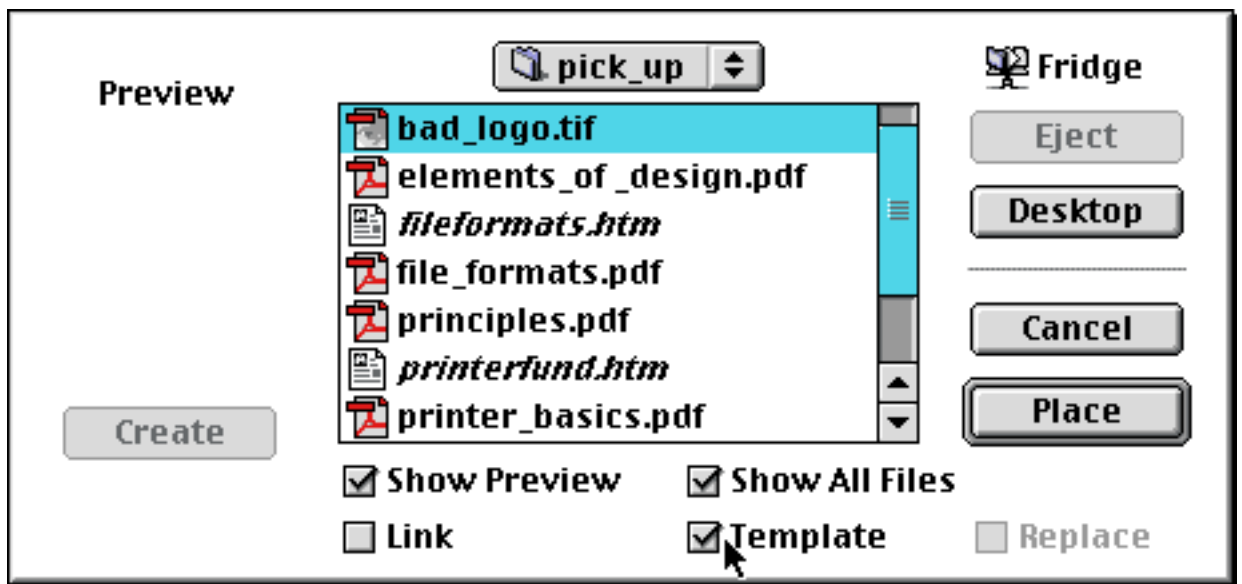 pick_up
Fridge
Preview
bad_logo.tif
elements_of _design.pdf
fileformats.htm
file_formats.pdf
principles.pdf
printerfund.htm
printer_basics.pdf
Eject
Desktop
Cancel
Place
Create
Show Preview
Show All Files
Link
Template
Replace